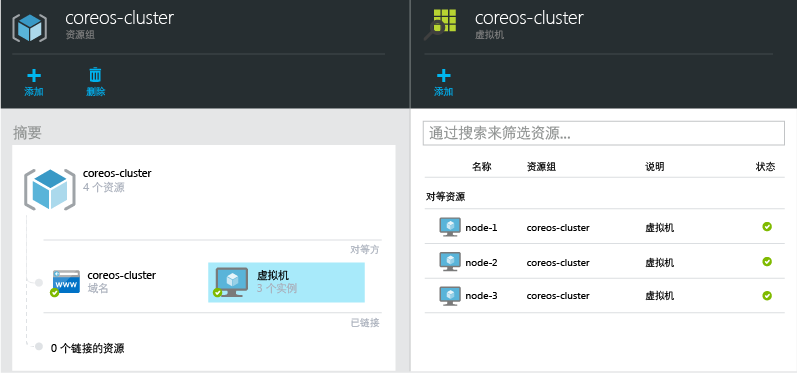 coreos-cluster
资源组
添加
删除
摘要
coreos-cluster
4 个资源
对等方
coreos-cluster
域名
虚拟机
3 个实例
已链接
0 个链接的资源
coreos-cluster
虚拟机
添加
通过搜索来筛选资源...
名称 资源组 说明 状态
对等资源
node-1 coreos-cluster 虚拟机
node-2 coreos-cluster 虚拟机
node-3 coreos-cluster 虚拟机